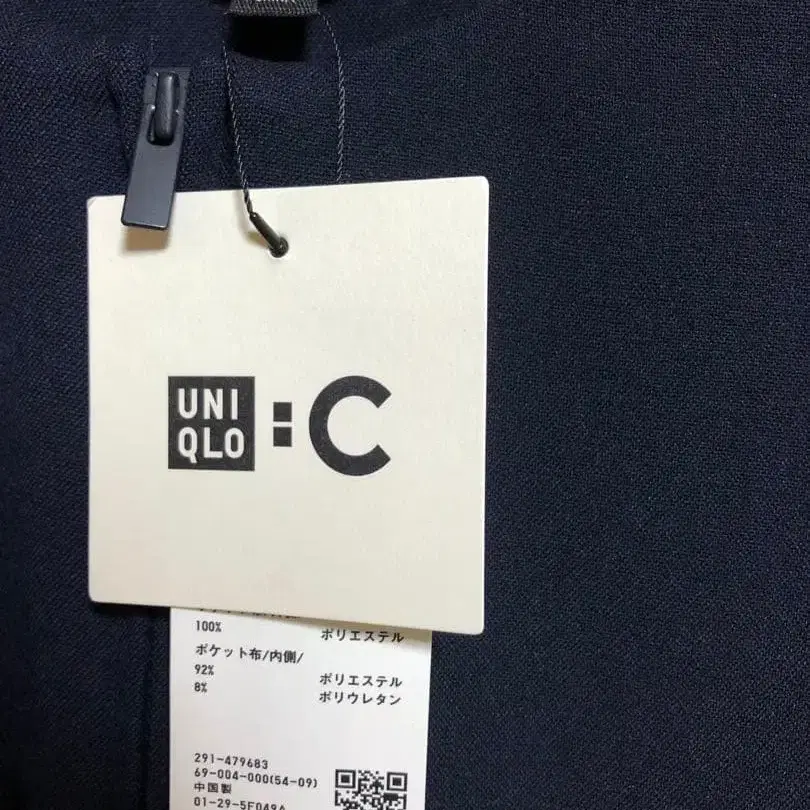 UNI
QLO : C
100% ポリエステル
ポケット布/内側/
92% ポリエステル
8% ポリウレタン
291-479683
69-004-000(54-09)
中国製